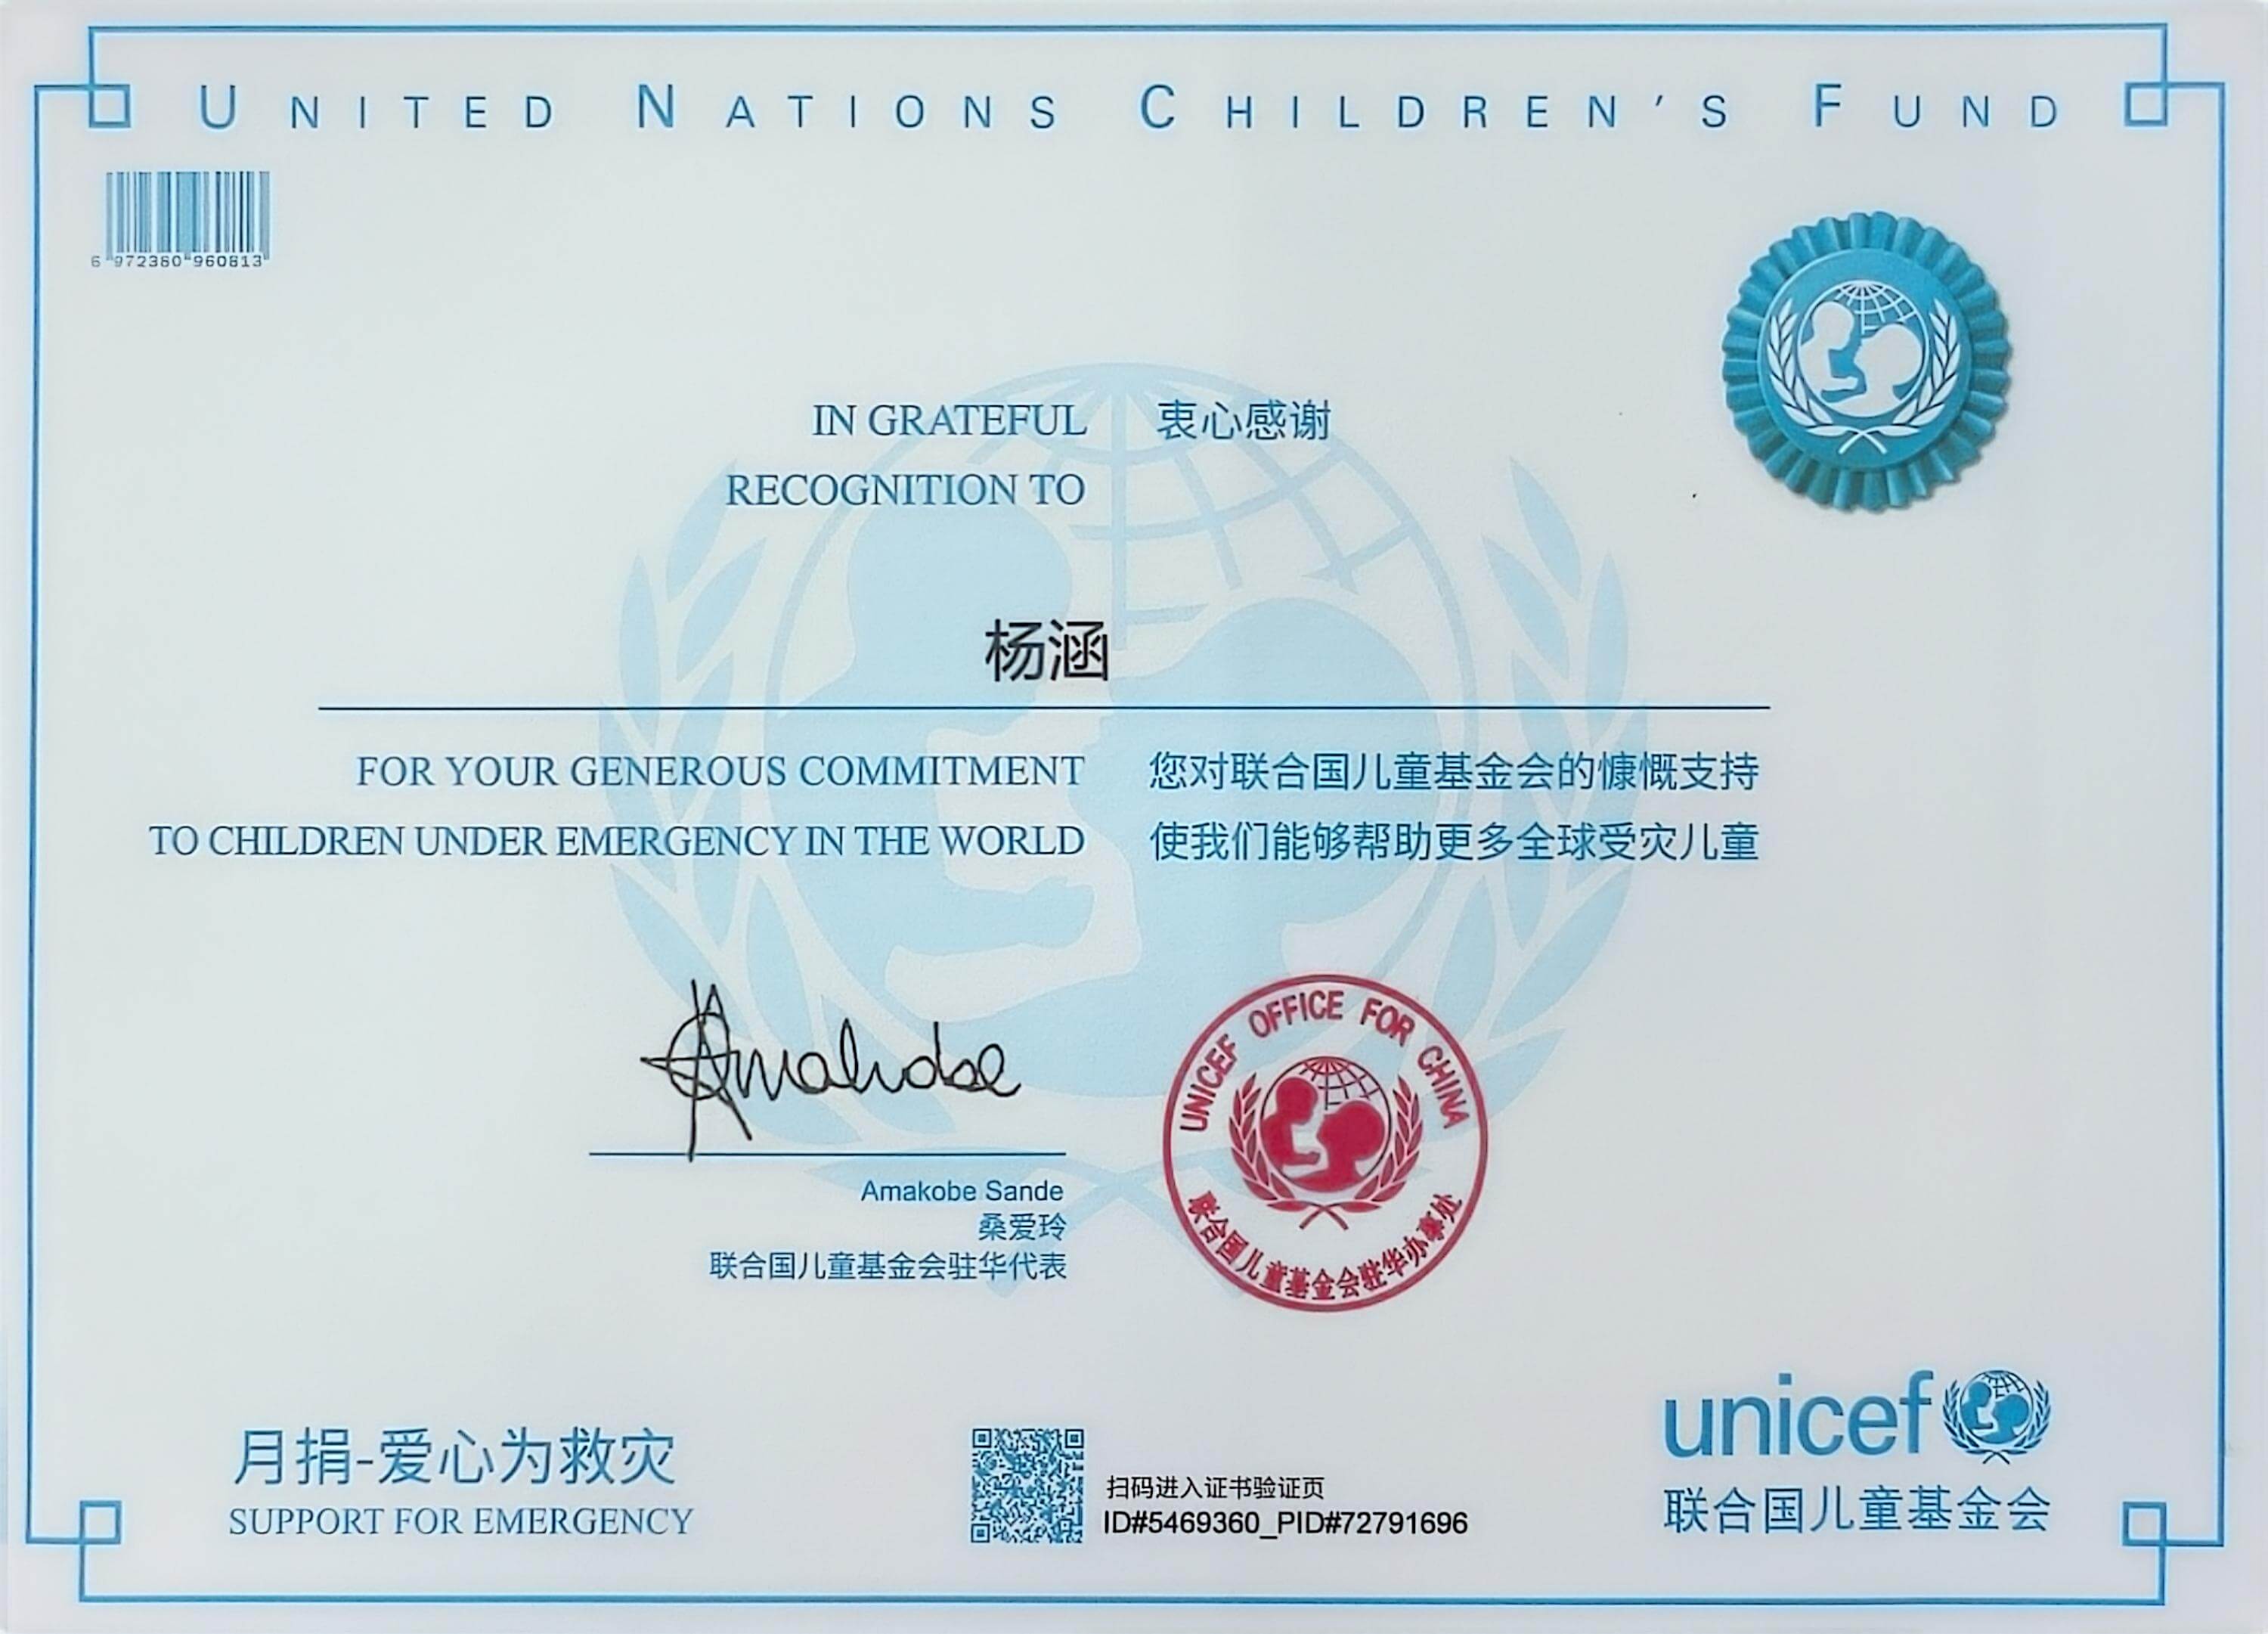 UNITED NATIONS CHILDREN'S FUND
6 972380 960813
IN GRATEFUL 衷心感谢
RECOGNITION TO
杨涵
FOR YOUR GENEROUS COMMITMENT 您对联合国儿童基金会的慷慨支持
TO CHILDREN UNDER EMERGENCY IN THE WORLD 使我们能够帮助更多全球受灾儿童
Amakobe
Amakobe Sande
桑爱玲
联合国儿童基金会驻华代表
UNICEF OFFICE FOR CHINA
联合国儿童基金会驻华办事处
月捐-爱心为救灾
SUPPORT FOR EMERGENCY
扫码进入证书验证页
ID#5469360_PID#72791696
unicef
联合国儿童基金会